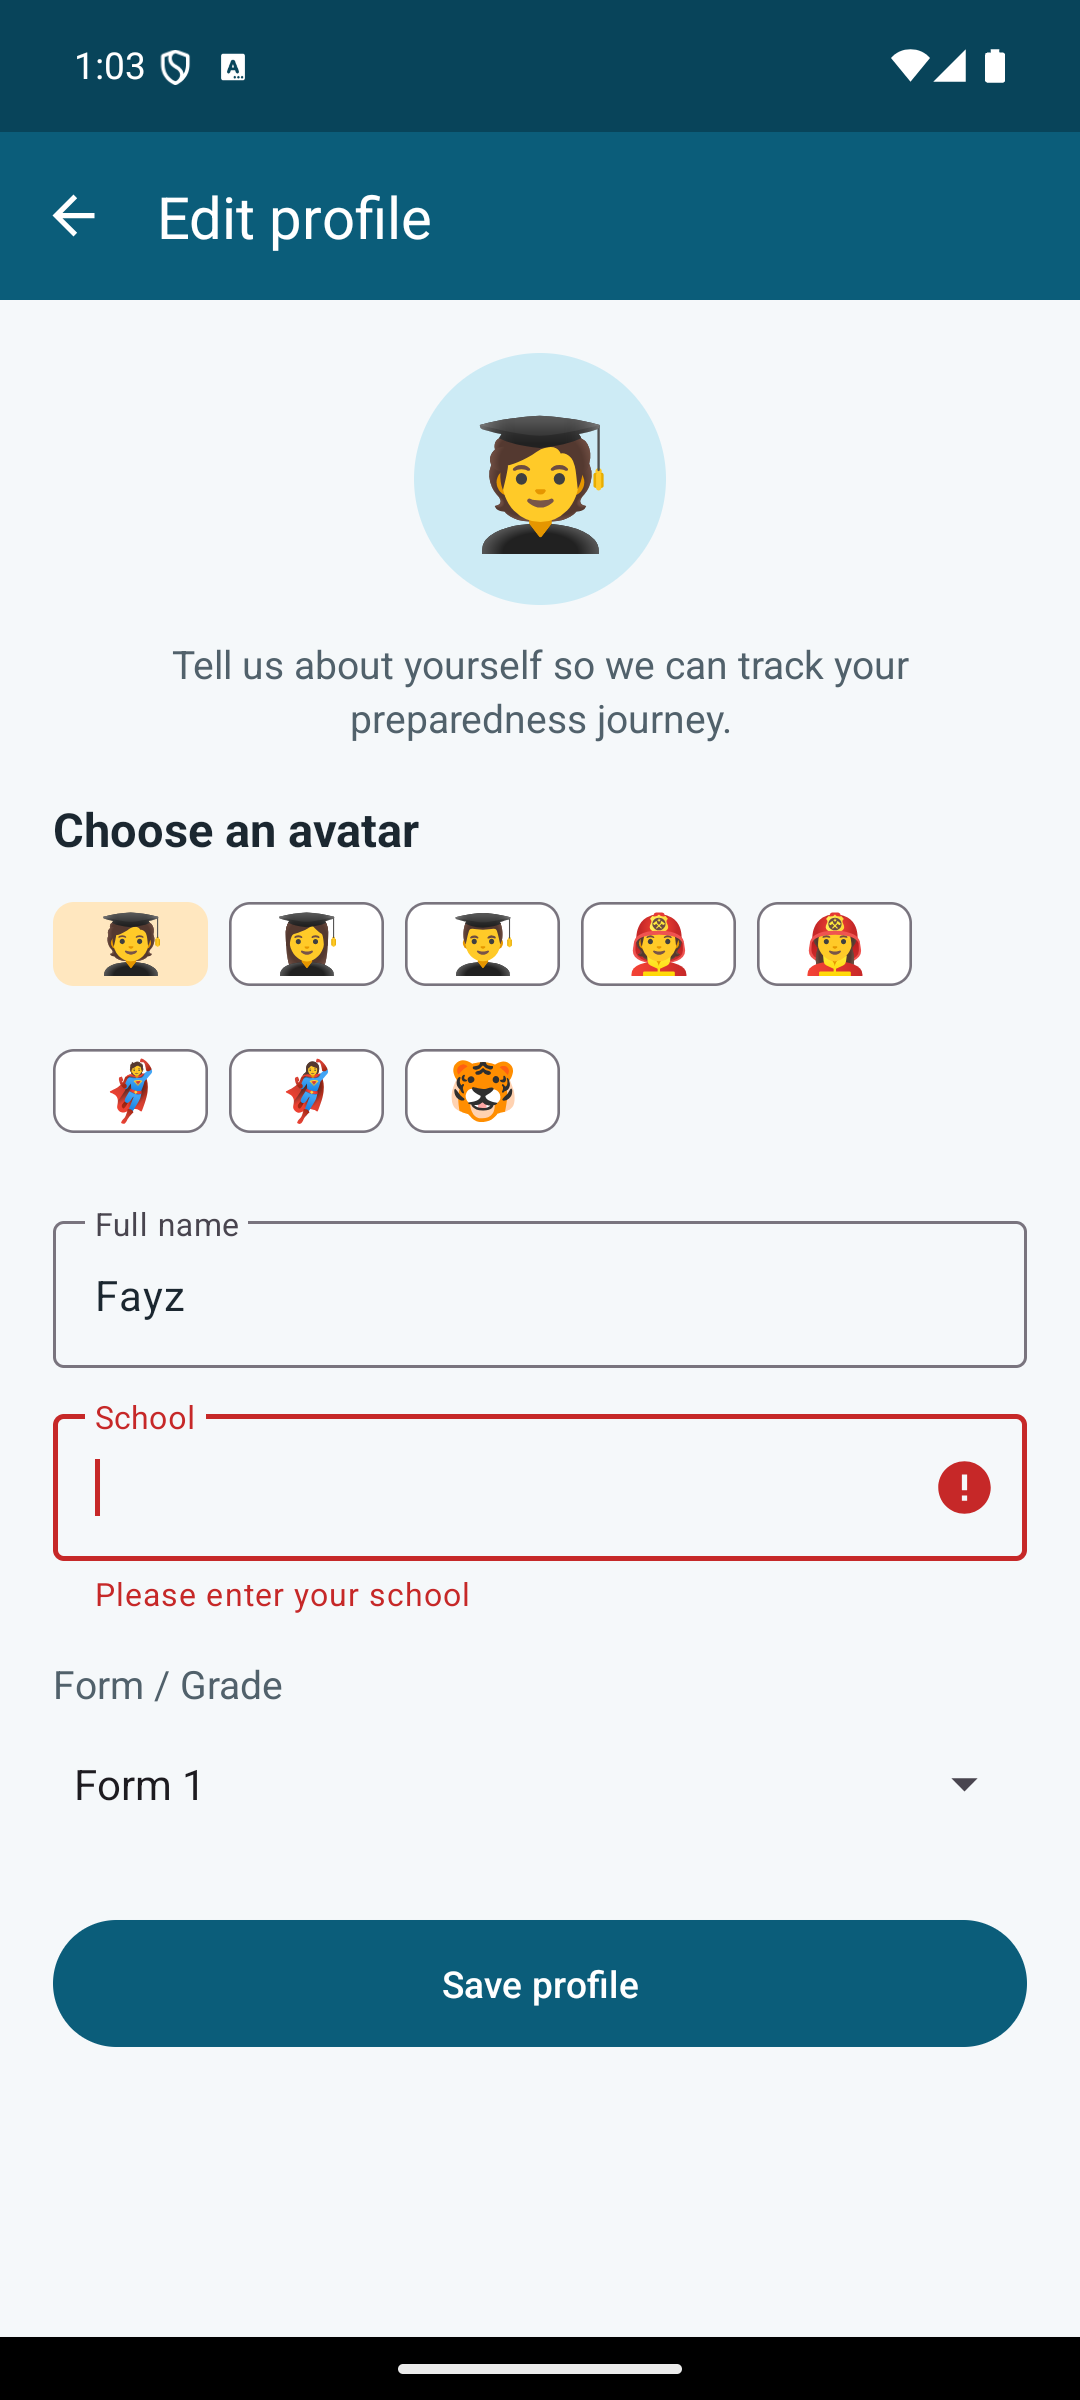 1:03
Edit profile
Tell us about yourself so we can track your
preparedness journey.
Choose an avatar
Full name
Fayz
School
Please enter your school
Form / Grade
Form 1
Save profile